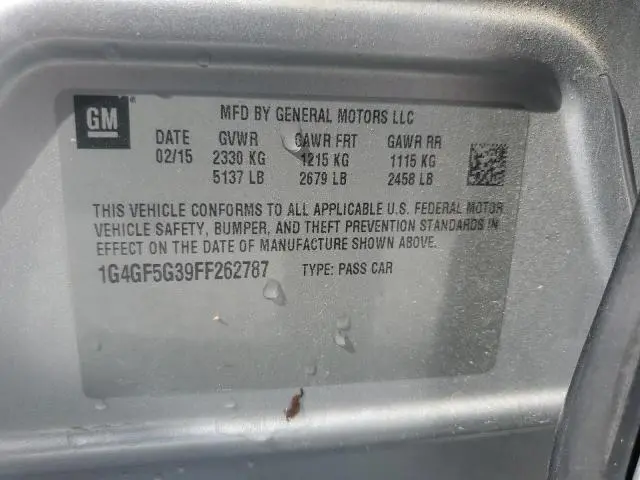 GM
MFD BY GENERAL MOTORS LLC
DATE GVWR GAWR FRT GAWR RR
02/15 2330 KG 1215 KG 1115 KG
5137 LB 2679 LB 2458 LB
THIS VEHICLE CONFORMS TO ALL APPLICABLE U.S. FEDERAL MOTOR
VEHICLE SAFETY, BUMPER, AND THEFT PREVENTION STANDARDS IN
EFFECT ON THE DATE OF MANUFACTURE SHOWN ABOVE.
1G4GF5G39FF262787 TYPE: PASS CAR